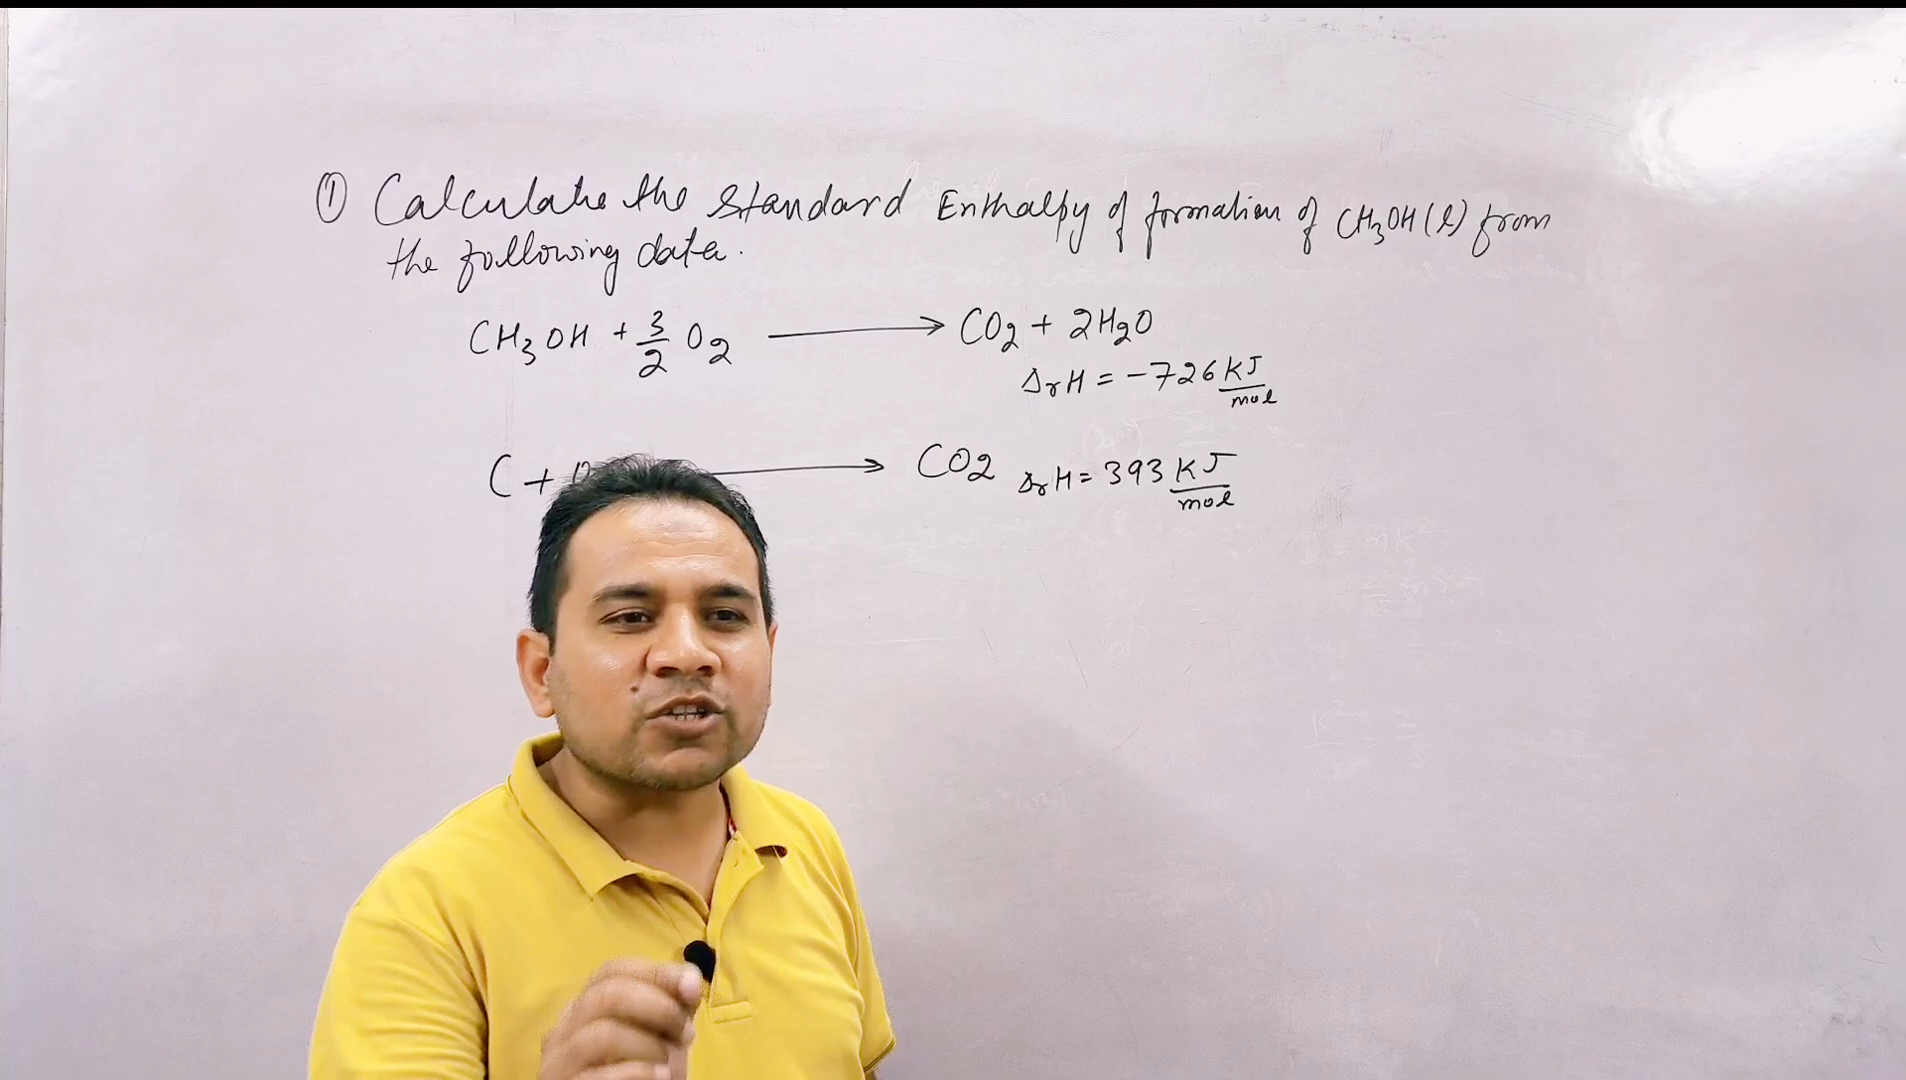 ① Calculate the standard Enthalpy of formation of CH₃OH(l) from
the following data.
CH₃OH + 3/2 O₂ ⟶ CO₂ + 2H₂O
ΔrH = -726 KJ/mol
C + ⟶ CO2 ΔrH = 393 KJ/mol